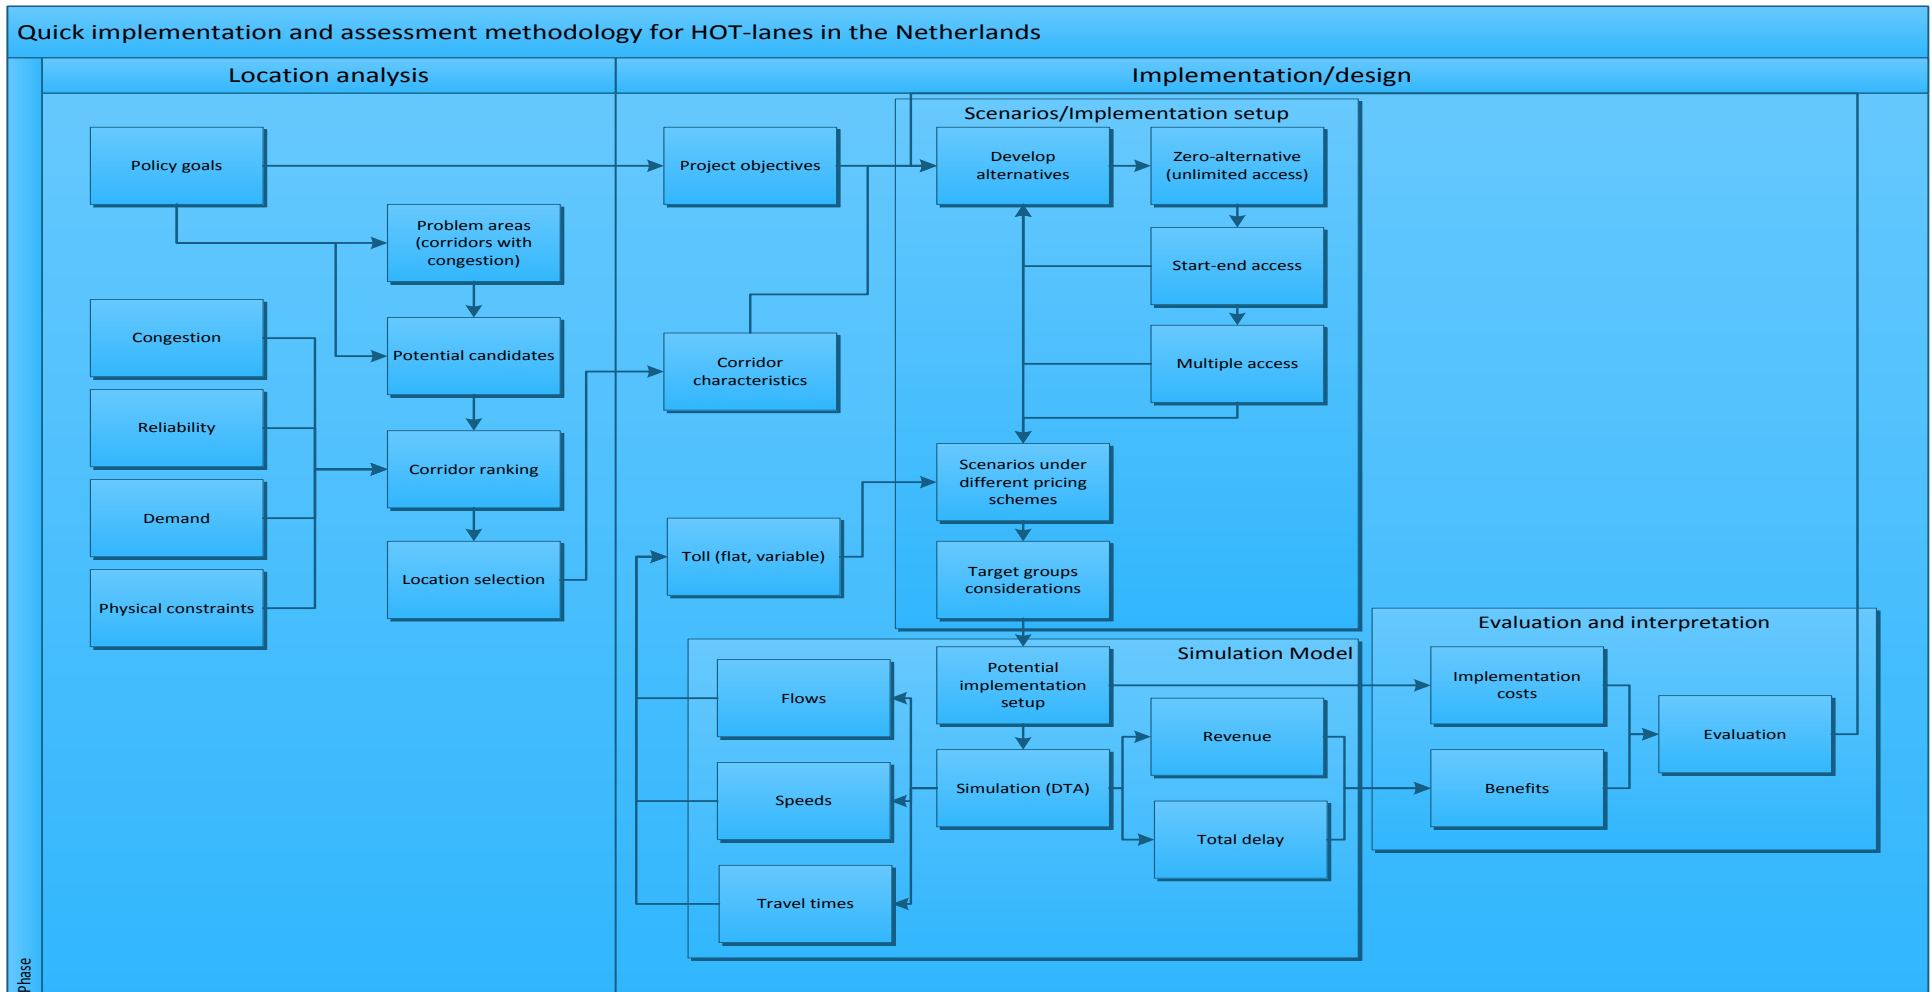 Quick implementation and assessment methodology for HOT-lanes in the Netherlands
Location analysis
Implementation/design
Policy goals
Problem areas
(corridors with
congestion)
Congestion
Potential candidates
Reliability
Corridor ranking
Demand
Location selection
Physical constraints
Project objectives
Corridor
characteristics
Toll (flat, variable)
Scenarios/Implementation setup
Develop
alternatives
Zero-alternative
(unlimited access)
Start-end access
Multiple access
Scenarios under
different pricing
schemes
Target groups
considerations
Simulation Model
Potential
implementation
setup
Flows
Revenue
Speeds
Simulation (DTA)
Total delay
Travel times
Evaluation and interpretation
Implementation
costs
Evaluation
Benefits
Phase